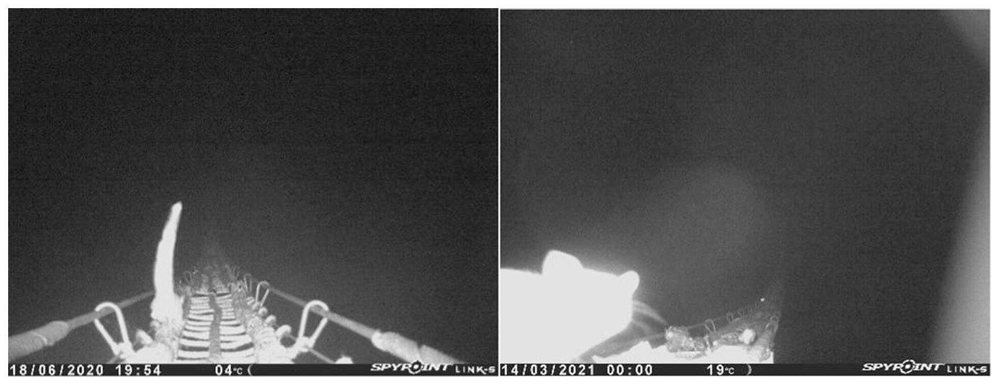 18/06/2020 19:54 04°C ( SPYPOINT LINK-S
14/03/2021 00:00 19°C ) SPYPOINT LINK-S